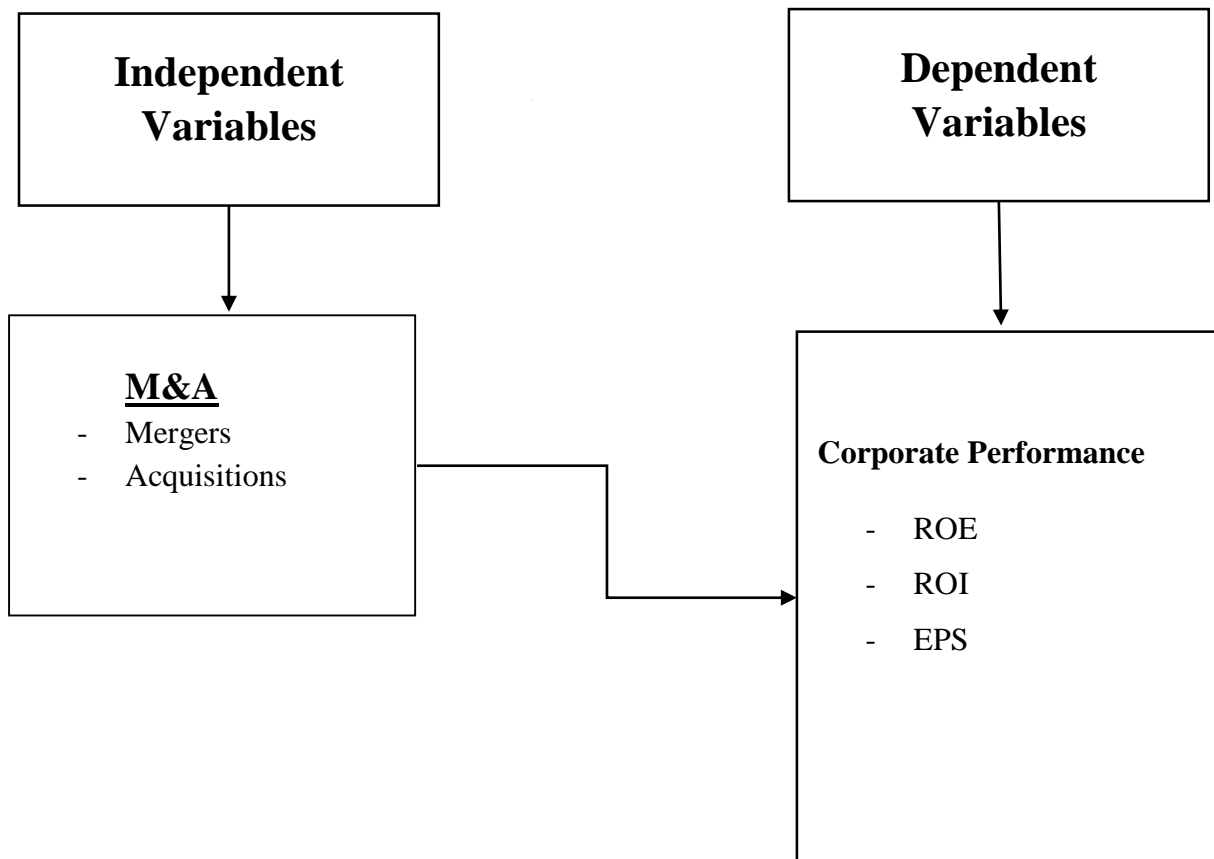 Independent
Variables
Dependent
Variables
M&A
- Mergers
- Acquisitions
Corporate Performance
- ROE
- ROI
- EPS